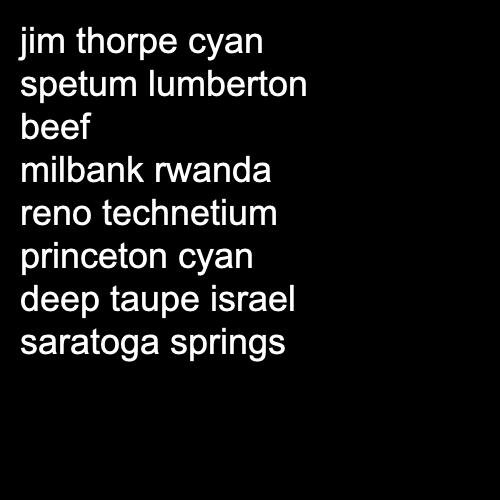 jim thorpe cyan
spetum lumberton
beef
milbank rwanda
reno technetium
princeton cyan
deep taupe israel
saratoga springs